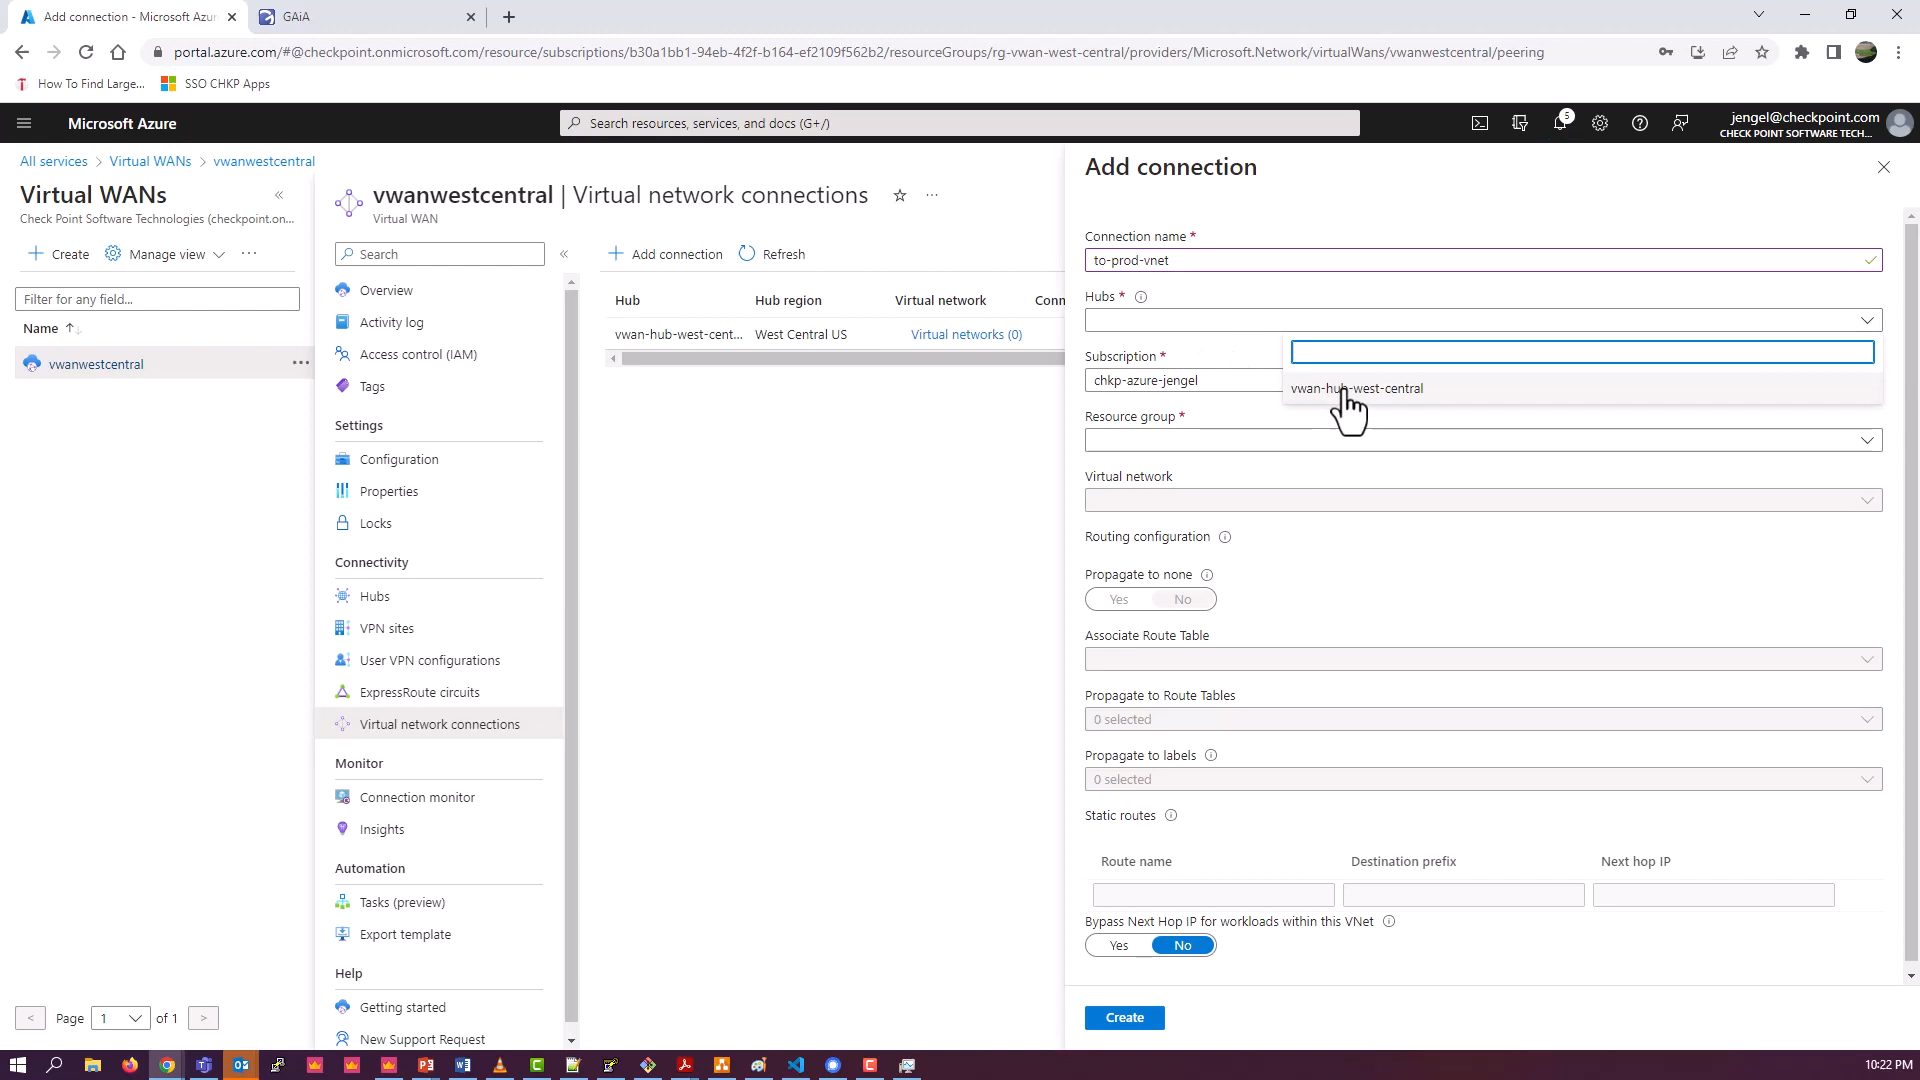 Add connection - Microsoft Azur
GAiA
portal.azure.com/#@checkpoint.onmicrosoft.com/resource/subscriptions/b30a1bb1-94eb-4f2f-b164-ef2109f562b2/resourceGroups/rg-vwan-west-central/providers/Microsoft.Network/virtualWans/vwanwestcentral/peering
How To Find Large...
SSO CHKP Apps
Microsoft Azure
Search resources, services, and docs (G+/)
5
jengel@checkpoint.com
CHECK POINT SOFTWARE TECH...
All services > Virtual WANs > vwanwestcentral
Virtual WANs
Check Point Software Technologies (checkpoint.on...
Create
Manage view
Filter for any field...
Name ↑↓
vwanwestcentral
< Page 1 of 1 >
vwanwestcentral | Virtual network connections
Virtual WAN
Search
Overview
Activity log
Access control (IAM)
Tags
Settings
Configuration
Properties
Locks
Connectivity
Hubs
VPN sites
User VPN configurations
ExpressRoute circuits
Virtual network connections
Monitor
Connection monitor
Insights
Automation
Tasks (preview)
Export template
Help
Getting started
New Support Request
Add connection
Refresh
Hub Hub region Virtual network Conn
vwan-hub-west-cent... West Central US Virtual networks (0)
Add connection
Connection name *
to-prod-vnet
Hubs *
vwan-hub-west-central
Subscription *
chkp-azure-jengel
Resource group *
Virtual network
Routing configuration
Propagate to none
Yes No
Associate Route Table
Propagate to Route Tables
0 selected
Propagate to labels
0 selected
Static routes
Route name Destination prefix Next hop IP
Bypass Next Hop IP for workloads within this VNet
Yes No
Create
10:22 PM